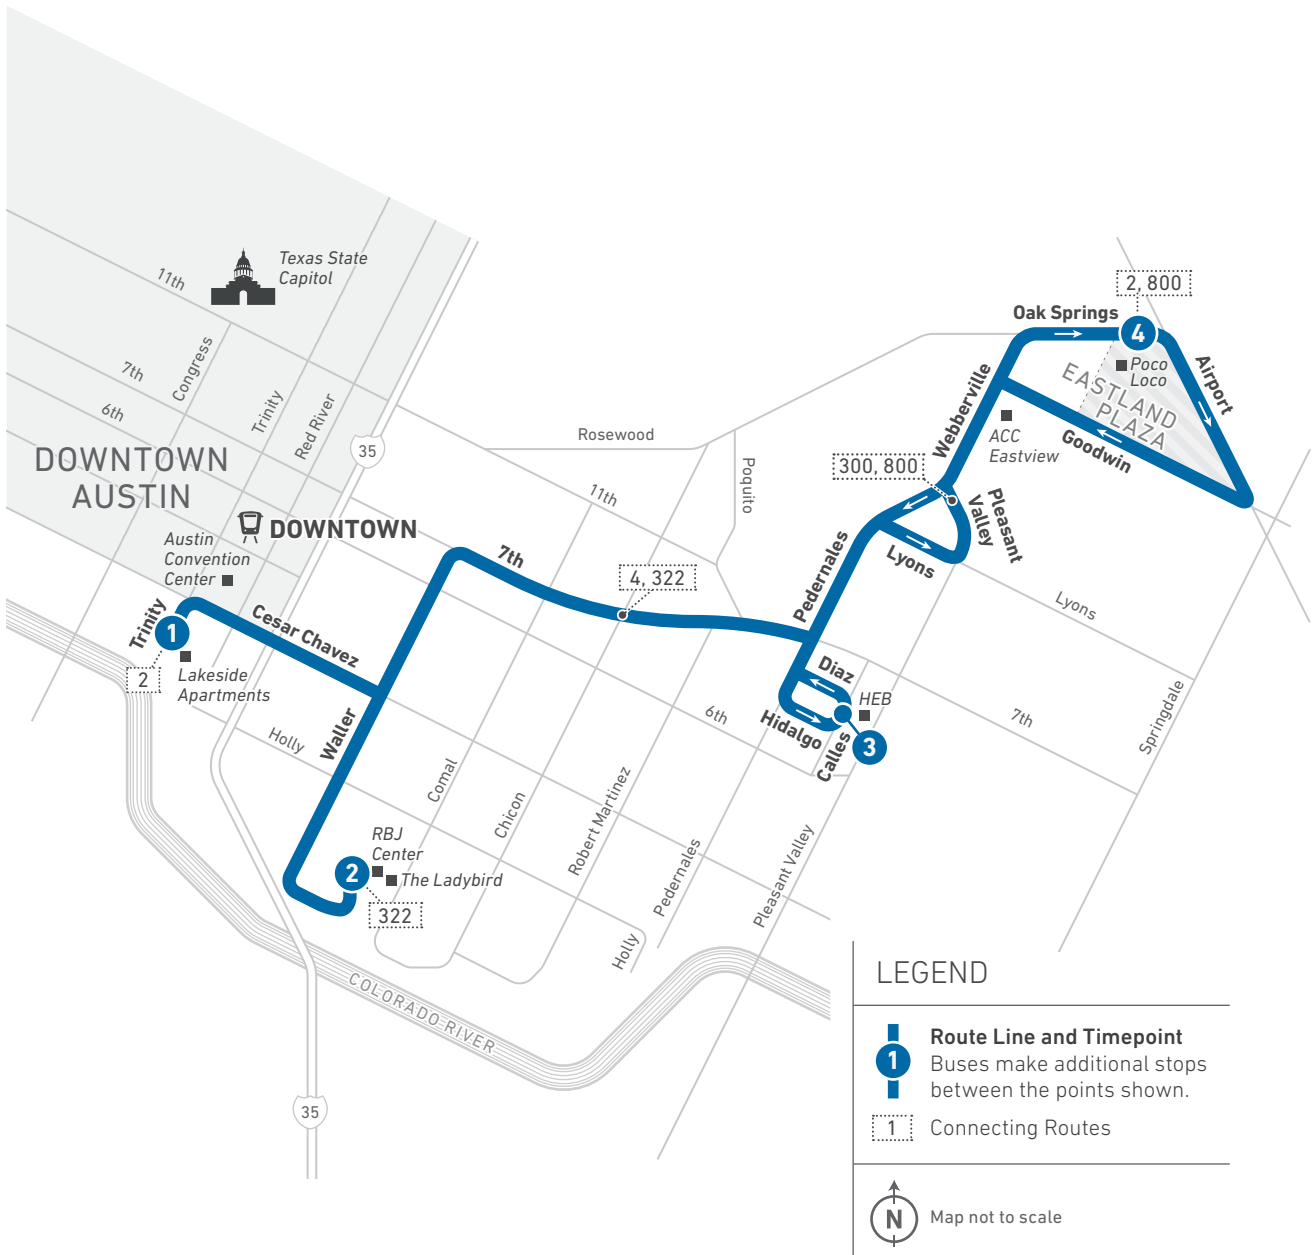 Texas State
Capitol
11th
7th
6th
Congress
Trinity
Red River
35
DOWNTOWN
AUSTIN
DOWNTOWN
Austin
Convention
Center
Trinity
1
2
Lakeside
Apartments
Cesar Chavez
Waller
Holly
7th
4, 322
Rosewood
11th
Poquito
RBJ
Center
2
The Ladybird
322
Comal
Chicon
Robert Martinez
Pedernales
Holly
Pleasant Valley
6th
COLORADO RIVER
35
2, 800
Oak Springs
4
Poco
Loco
Airport
EASTLAND
PLAZA
Webberville
ACC
Eastview
Goodwin
300, 800
Pleasant
Valley
Lyons
Lyons
Pedernales
Diaz
HEB
Hidalgo
Calles
3
7th
Springdale
LEGEND
Route Line and Timepoint
1
Buses make additional stops
between the points shown.
1
Connecting Routes
N
Map not to scale